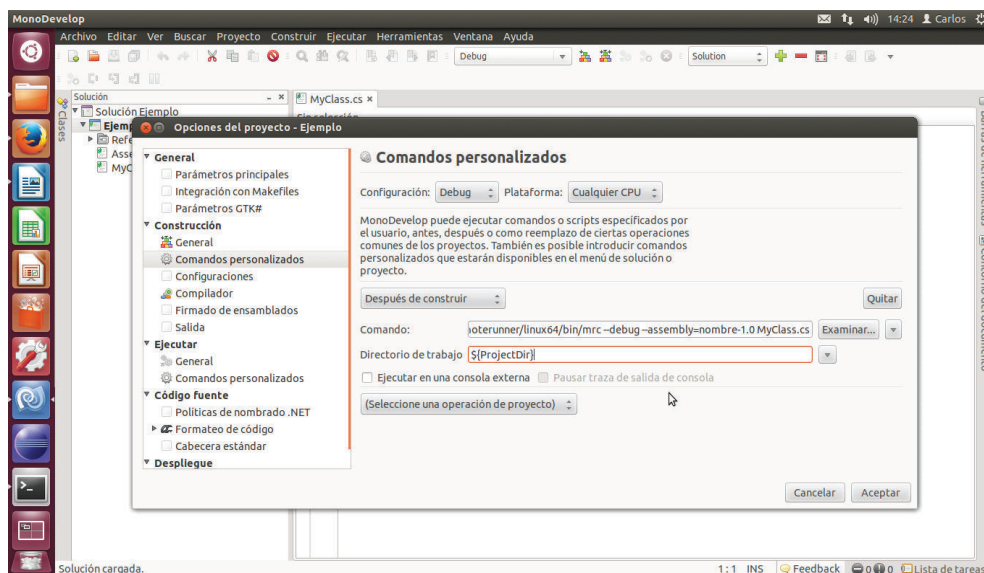 MonoDevelop
14:24 Carlos
Archivo Editar Ver Buscar Proyecto Construir Ejecutar Herramientas Ventana Ayuda
Debug
Solution
Solución
MyClass.cs
Clases
Solución Ejemplo
Ejemp
Refe
Asse
MyC
Opciones del proyecto - Ejemplo
General
Parámetros principales
Integración con Makefiles
Parámetros GTK#
Construcción
General
Comandos personalizados
Configuraciones
Compilador
Firmado de ensamblados
Salida
Ejecutar
General
Comandos personalizados
Código fuente
Políticas de nombrado .NET
Formateo de código
Cabecera estándar
Despliegue
Comandos personalizados
Configuración: Debug Plataforma: Cualquier CPU
MonoDevelop puede ejecutar comandos o scripts especificados por
el usuario, antes, después o como reemplazo de ciertas operaciones
comunes de los proyectos. También es posible introducir comandos
personalizados que estarán disponibles en el menú de solución o
proyecto.
Después de construir Quitar
Comando: oterunner/linux64/bin/mrc –debug –assembly=nombre-1.0 MyClass.cs Examinar...
Directorio de trabajo ${ProjectDir}
Ejecutar en una consola externa Pausar traza de salida de consola
(Seleccione una operación de proyecto)
Cancelar Aceptar
Solución cargada.
1 : 1 INS Feedback 0 0 0 Lista de tareas